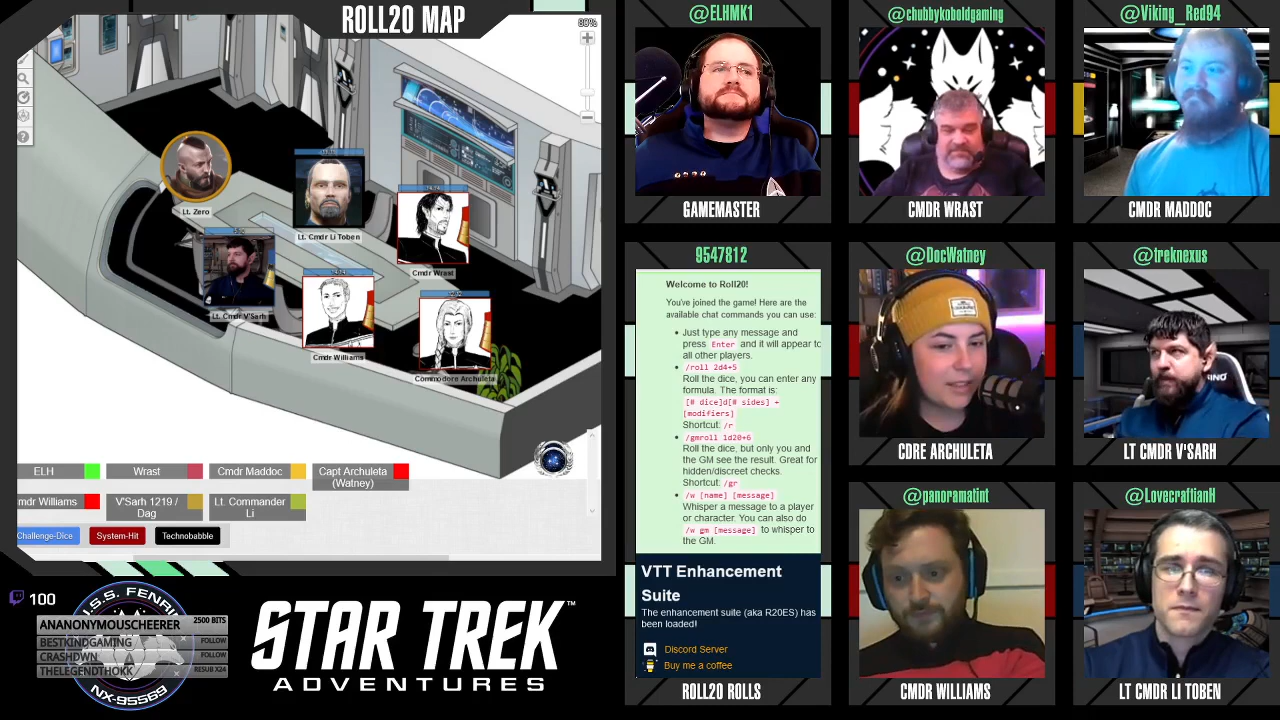 ROLL20 MAP
80%
Lt. Zero
Lt. Cmdr Li Toben
Cmdr Wrast
Lt. Cmdr V'Sarh
Cmdr Williams
Commodore Archuleta
ELH
Wrast
Cmdr Maddoc
Capt Archuleta
(Watney)
mdr Williams
V'Sarh 1219 /
Dag
Lt. Commander
Li
Challenge-Dice
System-Hit
Technobabble
100
U.S.S. FENRI
ANANONYMOUSCHEERER 2500 BITS
BESTKINDGAMING FOLLOW
CRASHDWN FOLLOW
THELEGENDTHOKK RESUB X24
NX-95569
STAR TREK™
ADVENTURES
@ELHMK1
GAMEMASTER
@chubbykoboldgaming
CMDR WRAST
@Viking_Red94
CMDR MADDOC
9547812
Welcome to Roll20!
You've joined the game! Here are the
available chat commands you can use:
Just type any message and
press Enter and it will appear to
all other players.
/roll 2d4+5
Roll the dice, you can enter any
formula. The format is:
[# dice]d[# sides] +
[modifiers]
Shortcut: /r
/gmroll 1d20+6
Roll the dice, but only you and
the GM see the result. Great for
hidden/discreet checks.
Shortcut: /gr
/w [name] [message]
Whisper a message to a player
or character. You can also do
/w gm [message] to whisper to
the GM.
VTT Enhancement
Suite
The enhancement suite (aka R20ES) has
been loaded!
Discord Server
Buy me a coffee
ROLL20 ROLLS
@DocWatney
CDRE ARCHULETA
@treknexus
LT CMDR V'SARH
@panoramatint
CMDR WILLIAMS
@LovecraftianH
LT CMDR LI TOBEN